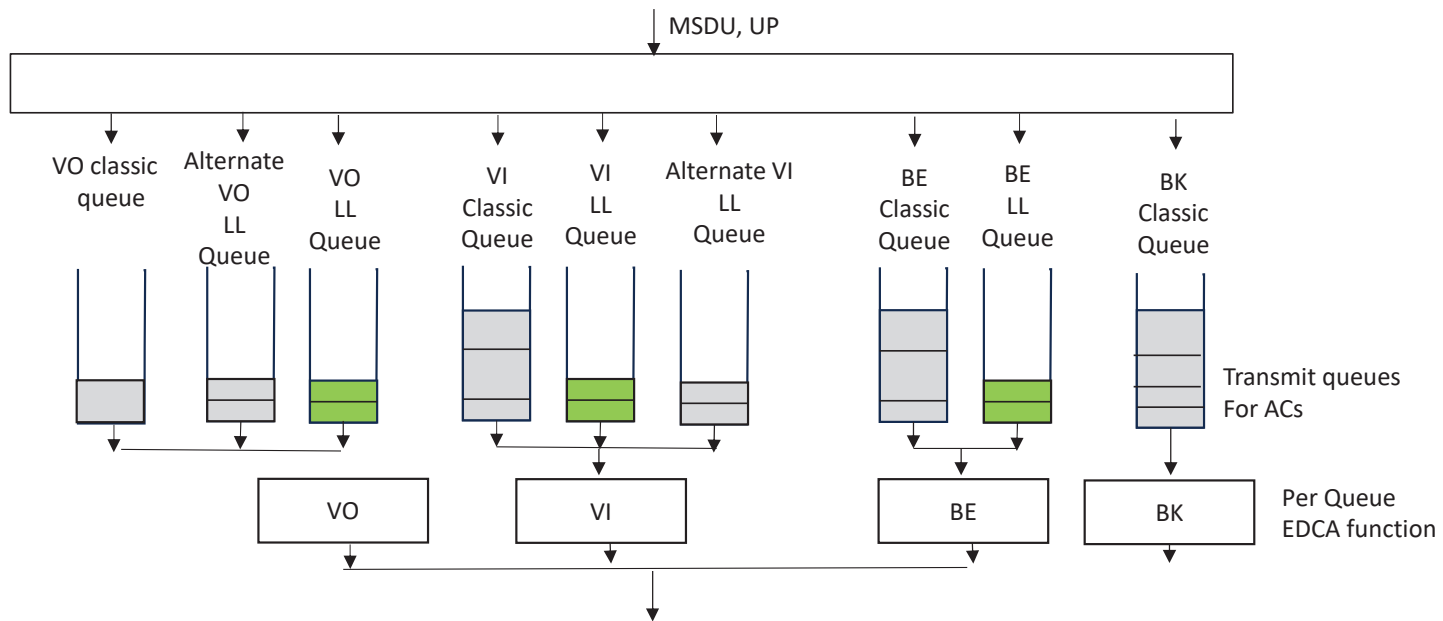 MSDU, UP
VO classic
queue
Alternate
VO
LL
Queue
VO
LL
Queue
VI
Classic
Queue
VI
LL
Queue
Alternate VI
LL
Queue
BE
Classic
Queue
BE
LL
Queue
BK
Classic
Queue
Transmit queues
For ACs
VO
VI
BE
BK
Per Queue
EDCA function